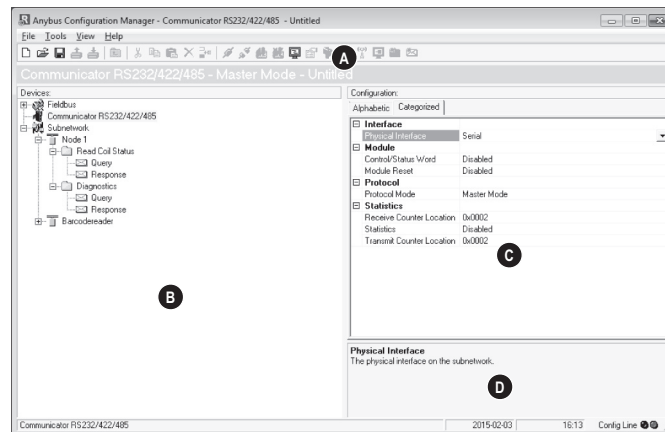 Anybus Configuration Manager - Communicator RS232/422/485 - Untitled
File Tools View Help
A
Communicator RS232/422/485 - Master Mode - Untitled
Devices:
Fieldbus
Communicator RS232/422/485
Subnetwork
Node 1
Read Coil Status
Query
Response
Diagnostics
Query
Response
Barcodereader
B
Configuration:
Alphabetic Categorized
Interface
Physical Interface Serial
Module
Control/Status Word Disabled
Module Reset Disabled
Protocol
Protocol Mode Master Mode
Statistics
Receive Counter Location 0x0002
Statistics Disabled
Transmit Counter Location 0x0002
C
Physical Interface
The physical interface on the subnetwork.
D
Communicator RS232/422/485 2015-02-03 16:13 Config Line